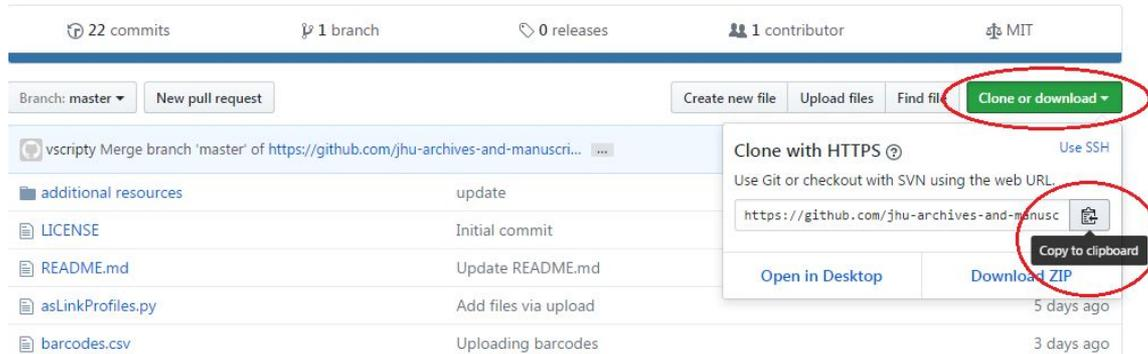 22 commits 1 branch 0 releases 1 contributor MIT
Branch: master New pull request Create new file Upload files Find file Clone or download
vscripty Merge branch 'master' of https://github.com/jhu-archives-and-manuscri... ...
Clone with HTTPS Use SSH
Use Git or checkout with SVN using the web URL.
https://github.com/jhu-archives-and-manusc
Copy to clipboard
Open in Desktop Download ZIP
additional resources update
LICENSE Initial commit
README.md Update README.md
asLinkProfiles.py Add files via upload 5 days ago
barcodes.csv Uploading barcodes 3 days ago